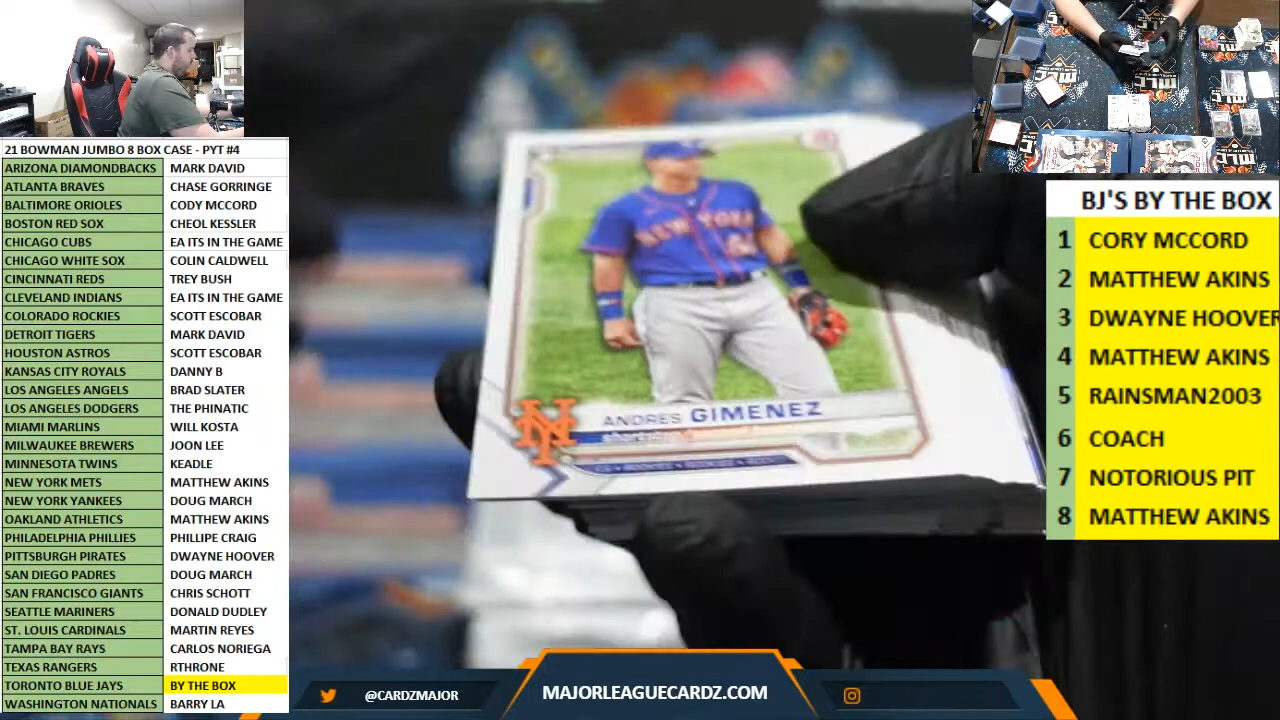 21 BOWMAN JUMBO 8 BOX CASE - PYT #4
ARIZONA DIAMONDBACKS MARK DAVID
ATLANTA BRAVES CHASE GORRINGE
BALTIMORE ORIOLES CODY MCCORD
BOSTON RED SOX CHEOL KESSLER
CHICAGO CUBS EA ITS IN THE GAME
CHICAGO WHITE SOX COLIN CALDWELL
CINCINNATI REDS TREY BUSH
CLEVELAND INDIANS EA ITS IN THE GAME
COLORADO ROCKIES SCOTT ESCOBAR
DETROIT TIGERS MARK DAVID
HOUSTON ASTROS SCOTT ESCOBAR
KANSAS CITY ROYALS DANNY B
LOS ANGELES ANGELS BRAD SLATER
LOS ANGELES DODGERS THE PHINATIC
MIAMI MARLINS WILL KOSTA
MILWAUKEE BREWERS JOON LEE
MINNESOTA TWINS KEADLE
NEW YORK METS MATTHEW AKINS
NEW YORK YANKEES DOUG MARCH
OAKLAND ATHLETICS MATTHEW AKINS
PHILADELPHIA PHILLIES PHILLIPE CRAIG
PITTSBURGH PIRATES DWAYNE HOOVER
SAN DIEGO PADRES DOUG MARCH
SAN FRANCISCO GIANTS CHRIS SCHOTT
SEATTLE MARINERS DONALD DUDLEY
ST. LOUIS CARDINALS MARTIN REYES
TAMPA BAY RAYS CARLOS NORIEGA
TEXAS RANGERS RTHRONE
TORONTO BLUE JAYS BY THE BOX
WASHINGTON NATIONALS BARRY LA
NEW YORK
ANDRES GIMENEZ
NY
BJ'S BY THE BOX
1 CORY MCCORD
2 MATTHEW AKINS
3 DWAYNE HOOVER
4 MATTHEW AKINS
5 RAINSMAN2003
6 COACH
7 NOTORIOUS PIT
8 MATTHEW AKINS
@CARDZMAJOR
MAJORLEAGUECARDZ.COM